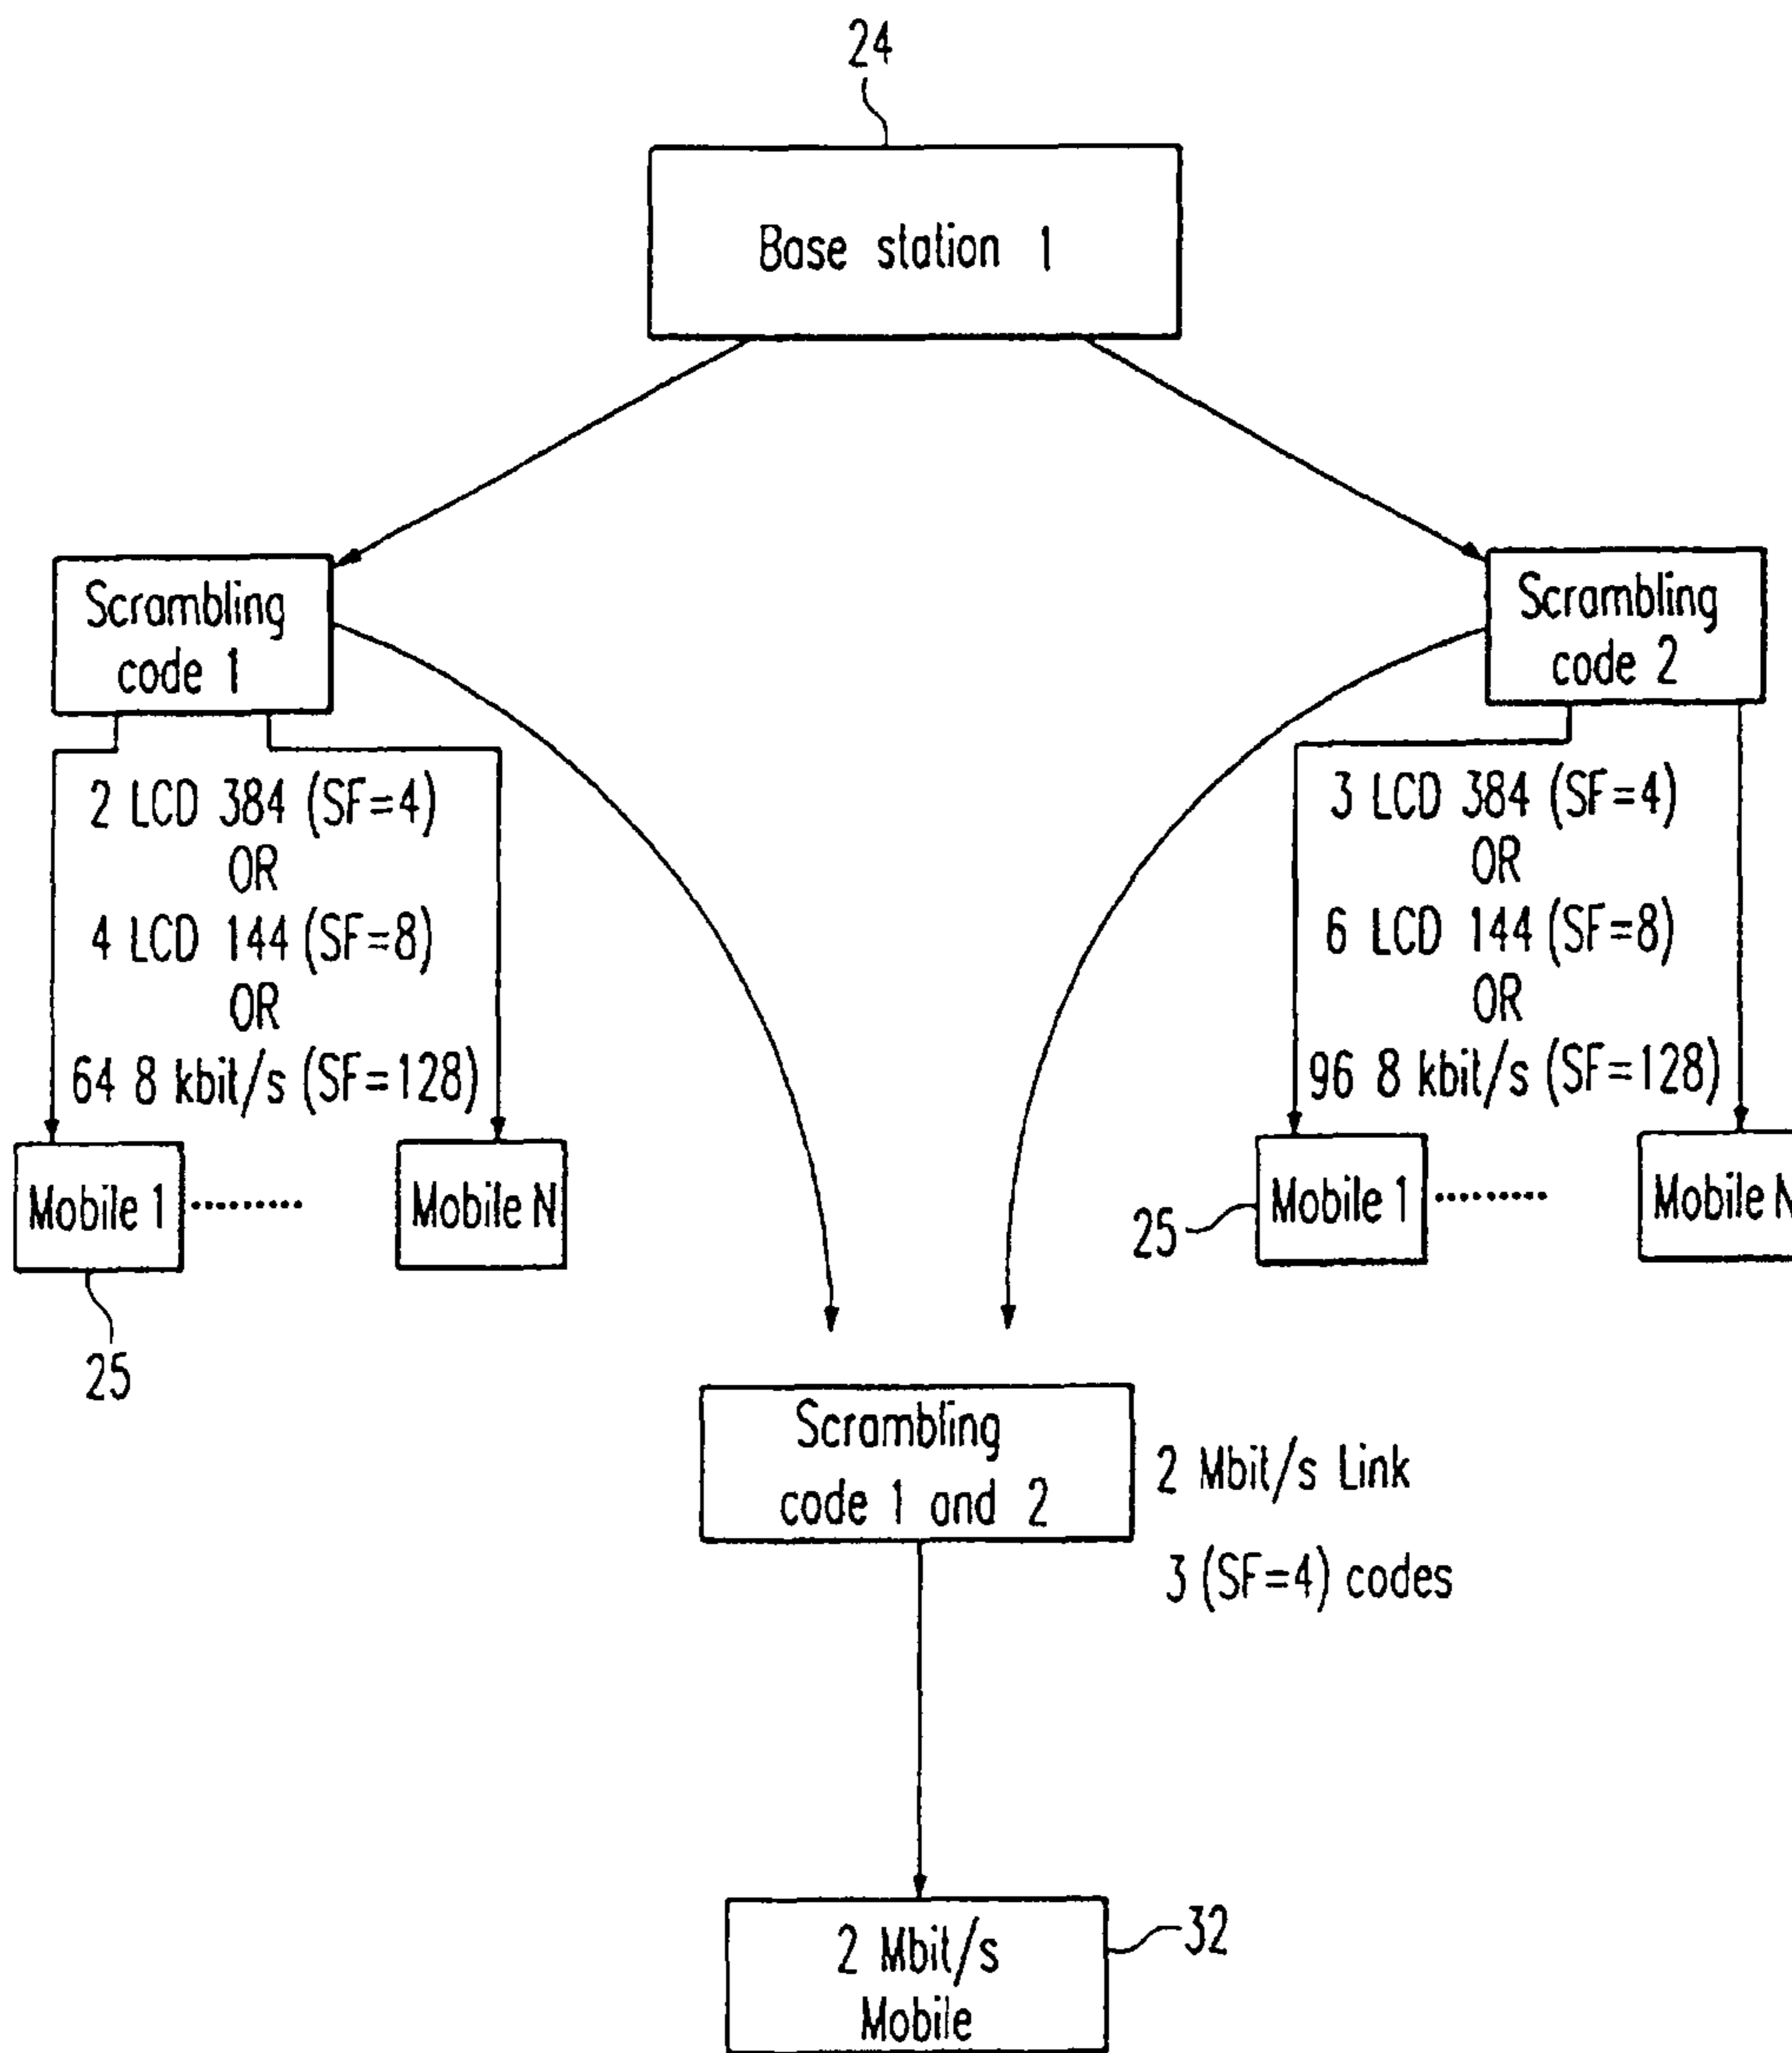 24
Base station 1
Scrambling
code 1
Scrambling
code 2
2 LCD 384 (SF=4)
OR
4 LCD 144 (SF=8)
OR
64 8 kbit/s (SF=128)
3 LCD 384 (SF=4)
OR
6 LCD 144 (SF=8)
OR
96 8 kbit/s (SF=128)
Mobile 1
Mobile N
25
25
Mobile 1
Mobile N
Scrambling
code 1 and 2
2 Mbit/s Link
3 (SF=4) codes
2 Mbit/s
Mobile
32